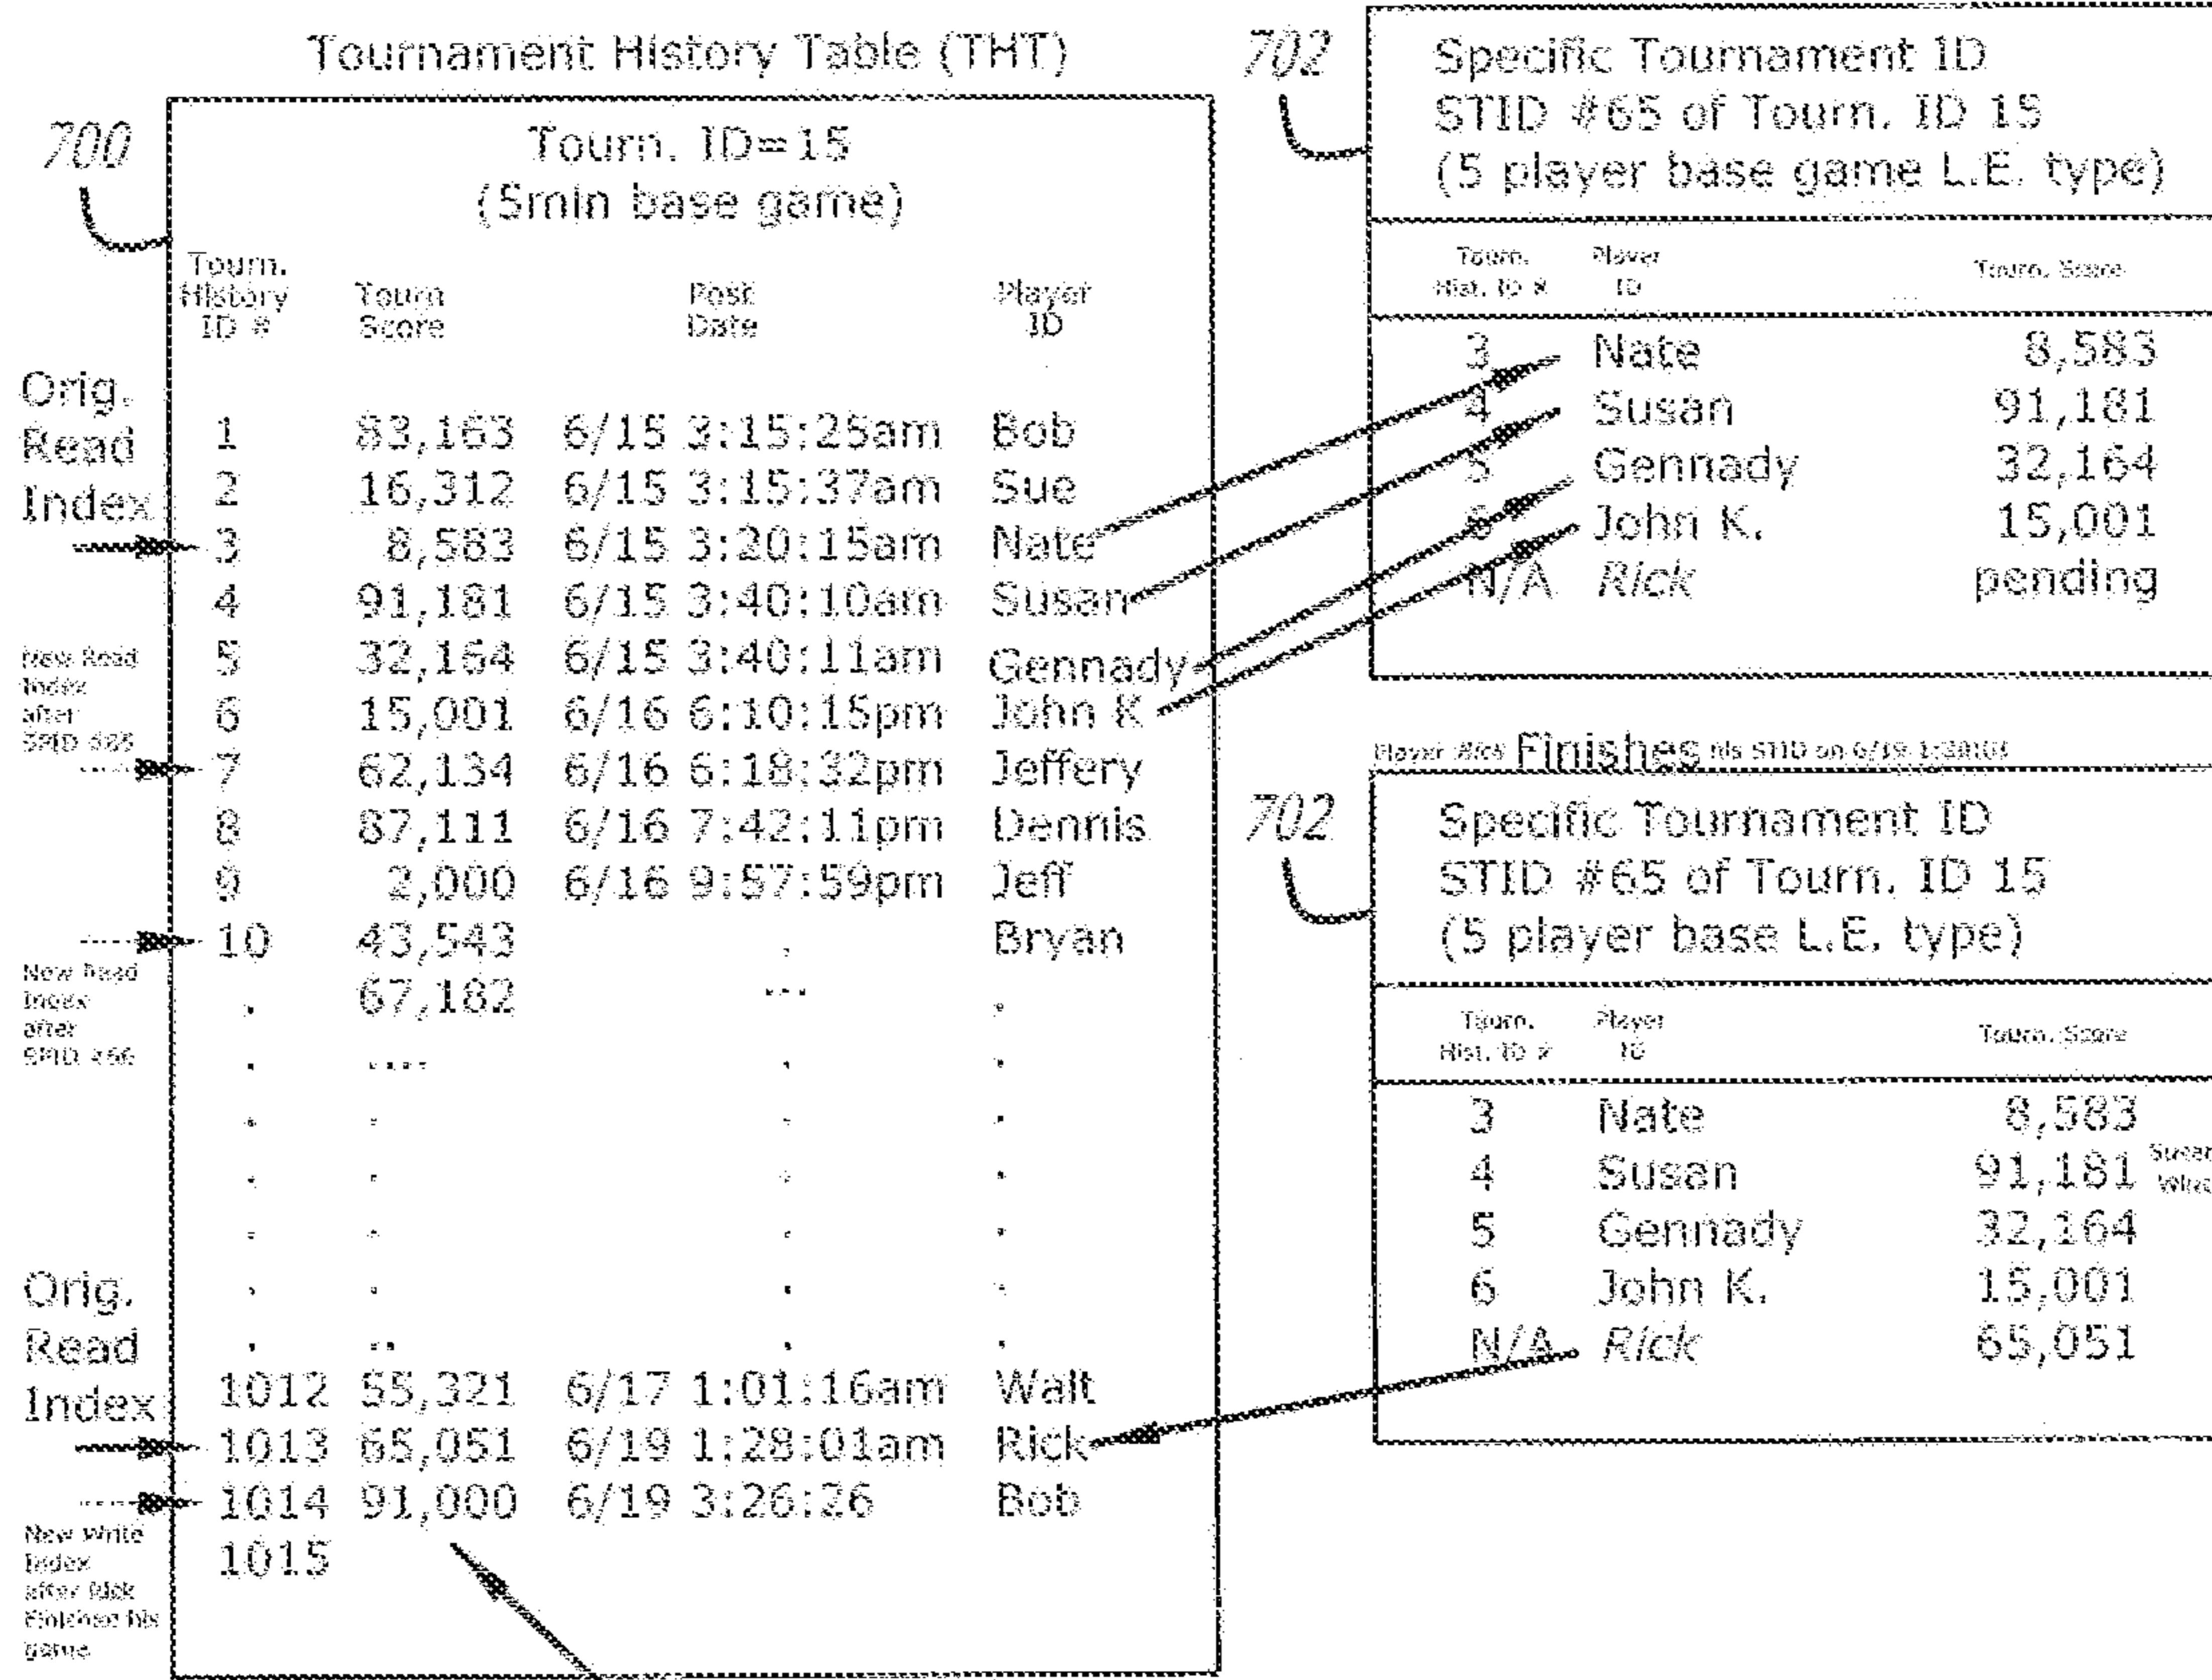 Tournament History Table (THT)
700
Tourn. ID=15
(5min base game)
Tourn.
History
ID #
Tourn
Score
Post
Date
Player
ID
Orig.
Read
Index
1 83,163 6/15 3:15:25am Bob
2 16,312 6/15 3:15:37am Sue
3 8,583 6/15 3:20:15am Nate
4 91,181 6/15 3:40:10am Susan
5 32,164 6/15 3:40:11am Gennady
6 15,001 6/16 6:10:15pm John K
7 62,134 6/16 6:18:32pm Jeffery
8 87,111 6/16 7:42:11pm Dennis
9 2,000 6/16 9:57:59pm Jeff
10 43,543 . Bryan
. 67,182 ... .
. .... . .
. . . .
. . . .
. . . .
. . . .
. .. . .
1012 55,321 6/17 1:01:16am Walt
1013 65,051 6/19 1:28:01am Rick
1014 91,000 6/19 3:26:26 Bob
1015
New Read
Index
after
New Read
Index
after
Orig.
Read
Index
New Write
Index
after Rick
Finished his
game
702
Specific Tournament ID
STID #65 of Tourn. ID 15
(5 player base game L.E. type)
Tourn.
Hist. ID #
Player
ID
Tourn. Score
3 Nate 8,583
4 Susan 91,181
5 Gennady 32,164
6 John K. 15,001
N/A Rick pending
Player Rick Finishes his STID on 6/19
702
Specific Tournament ID
STID #65 of Tourn. ID 15
(5 player base L.E. type)
Tourn.
Hist. ID #
Player
ID
Tourn. Score
3 Nate 8,583
4 Susan 91,181
5 Gennady 32,164
6 John K. 15,001
N/A Rick 65,051